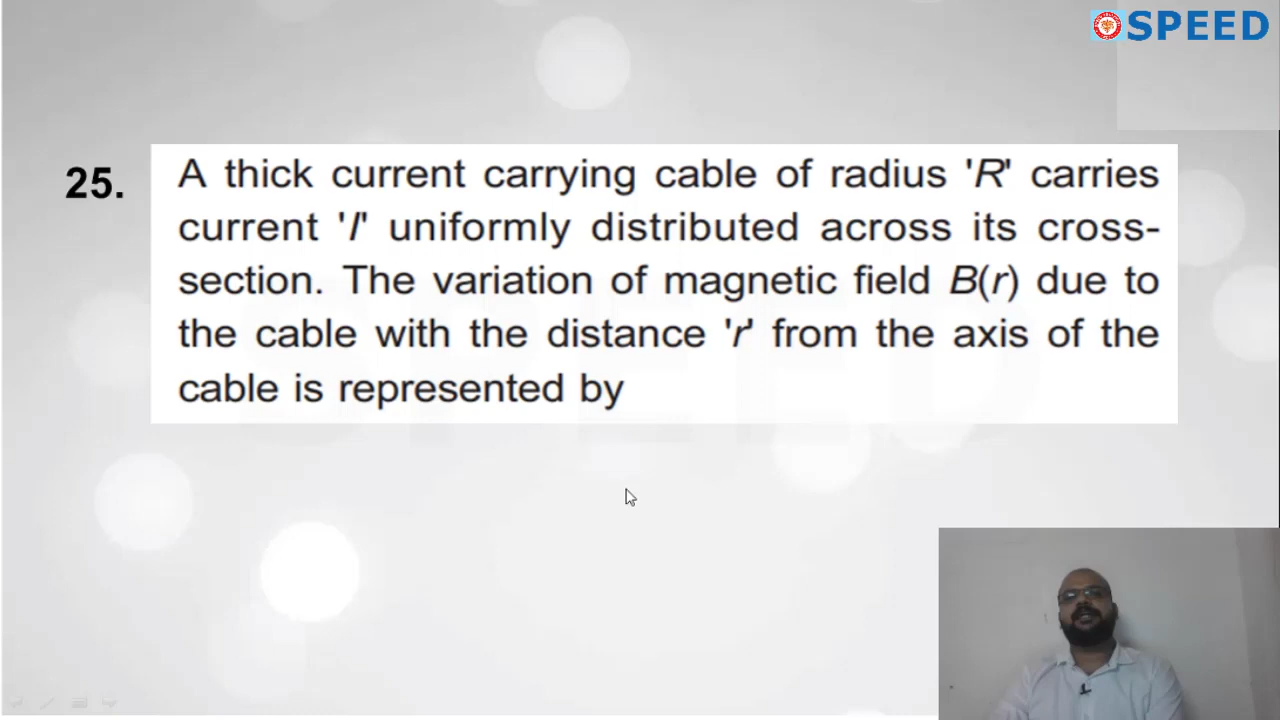 SPEED
25.
A thick current carrying cable of radius 'R' carries
current 'I' uniformly distributed across its cross-
section. The variation of magnetic field B(r) due to
the cable with the distance 'r' from the axis of the
cable is represented by